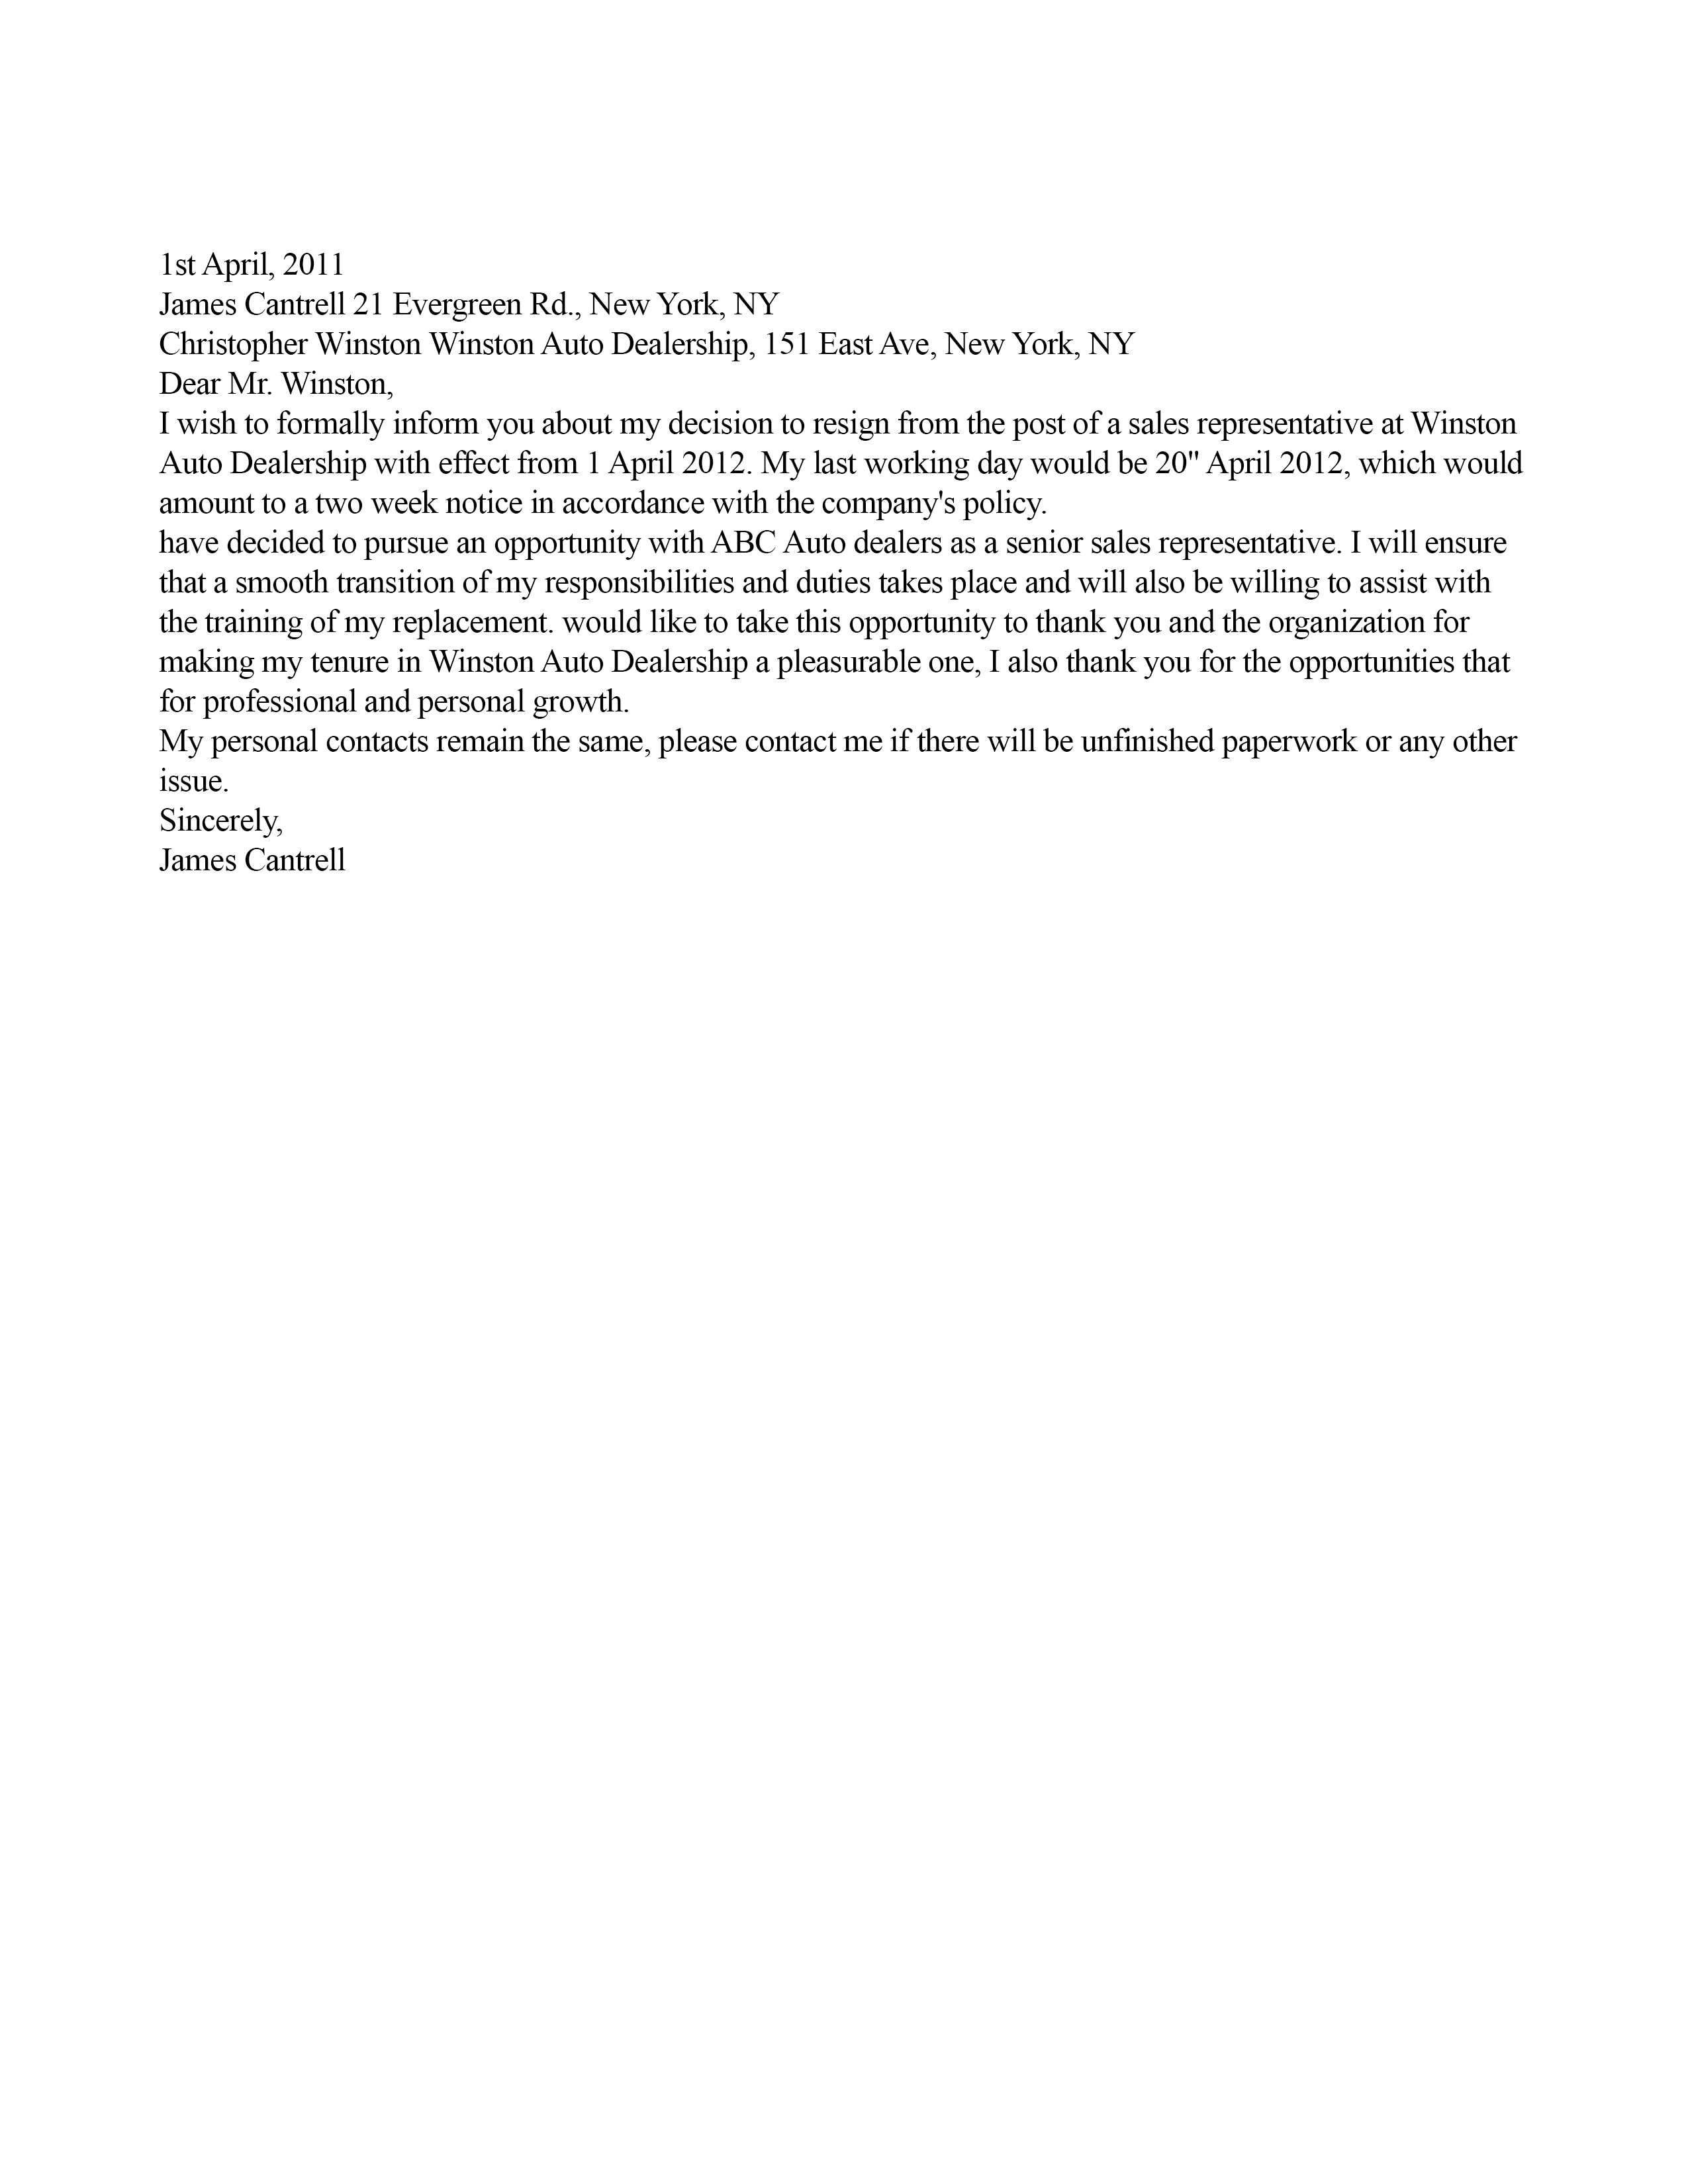 1st April, 2011
James Cantrell 21 Evergreen Rd., New York, NY
Christopher Winston Winston Auto Dealership, 151 East Ave, New York, NY
Dear Mr. Winston,
I wish to formally inform you about my decision to resign from the post of a sales representative at Winston
Auto Dealership with effect from 1 April 2012. My last working day would be 20" April 2012, which would
amount to a two week notice in accordance with the company's policy.
have decided to pursue an opportunity with ABC Auto dealers as a senior sales representative. I will ensure
that a smooth transition of my responsibilities and duties takes place and will also be willing to assist with
the training of my replacement. would like to take this opportunity to thank you and the organization for
making my tenure in Winston Auto Dealership a pleasurable one, I also thank you for the opportunities that
for professional and personal growth.
My personal contacts remain the same, please contact me if there will be unfinished paperwork or any other
issue.
Sincerely,
James Cantrell